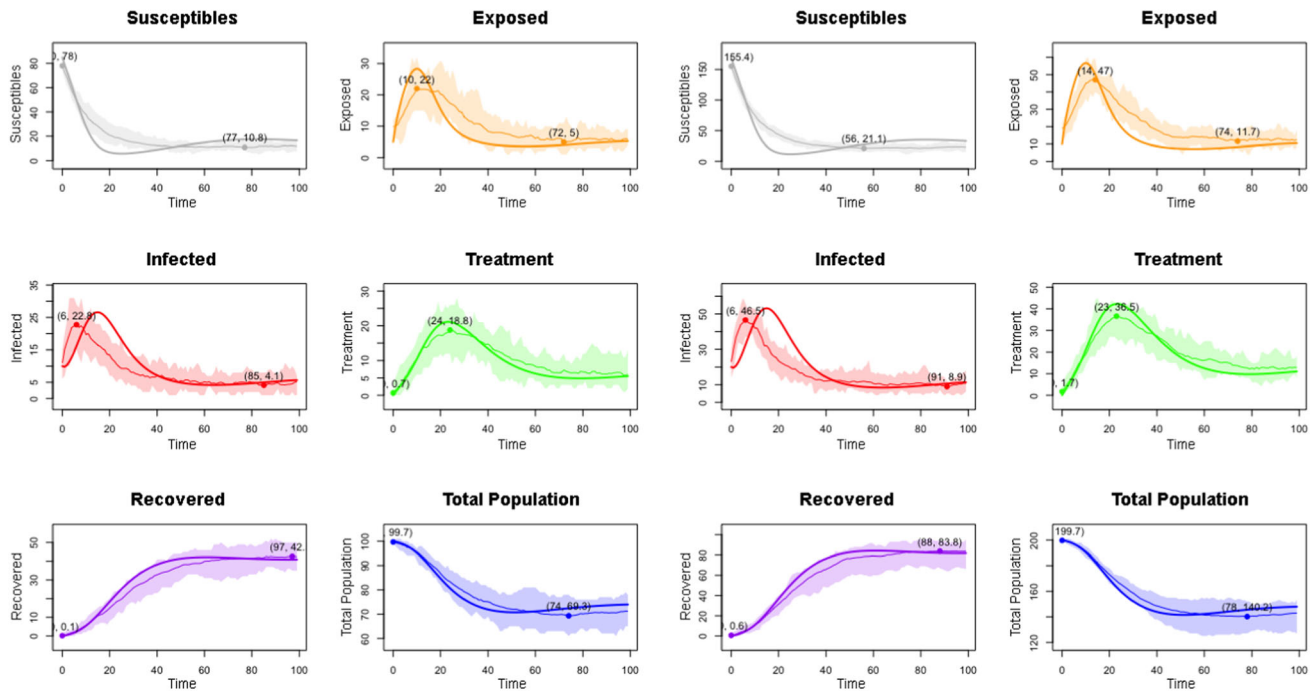 Susceptibles
Exposed
Susceptibles
Exposed
Susceptibles
0 20 40 60 80
, 78)
(77, 10.8)
0 20 40 60 80 100
Time
Exposed
0 10 20 30
(10, 22)
(72, 5)
0 20 40 60 80 100
Time
Susceptibles
0 50 100 150
155.4)
(56, 21.1)
0 20 40 60 80 100
Time
Exposed
0 10 30 50
(14, 47)
(74, 11.7)
0 20 40 60 80 100
Time
Infected
Treatment
Infected
Treatment
Infected
0 5 15 25 35
(6, 22.8)
(85, 4.1)
0 20 40 60 80 100
Time
Treatment
0 5 10 20 30
(24, 18.8)
, 0.7)
0 20 40 60 80 100
Time
Infected
0 10 30 50
(6, 46.5)
(91, 8.9)
0 20 40 60 80 100
Time
Treatment
0 10 20 30 40 50
(23, 36.5)
, 1.7)
0 20 40 60 80 100
Time
Recovered
Total Population
Recovered
Total Population
Recovered
0 10 30 50
(97, 42.
, 0.1)
0 20 40 60 80 100
Time
Total Population
60 70 80 90 100
99.7)
(74, 69.3)
0 20 40 60 80 100
Time
Recovered
0 20 40 60 80
(88, 83.8)
, 0.6)
0 20 40 60 80 100
Time
Total Population
120 160 200
199.7)
(78, 140.2)
0 20 40 60 80 100
Time